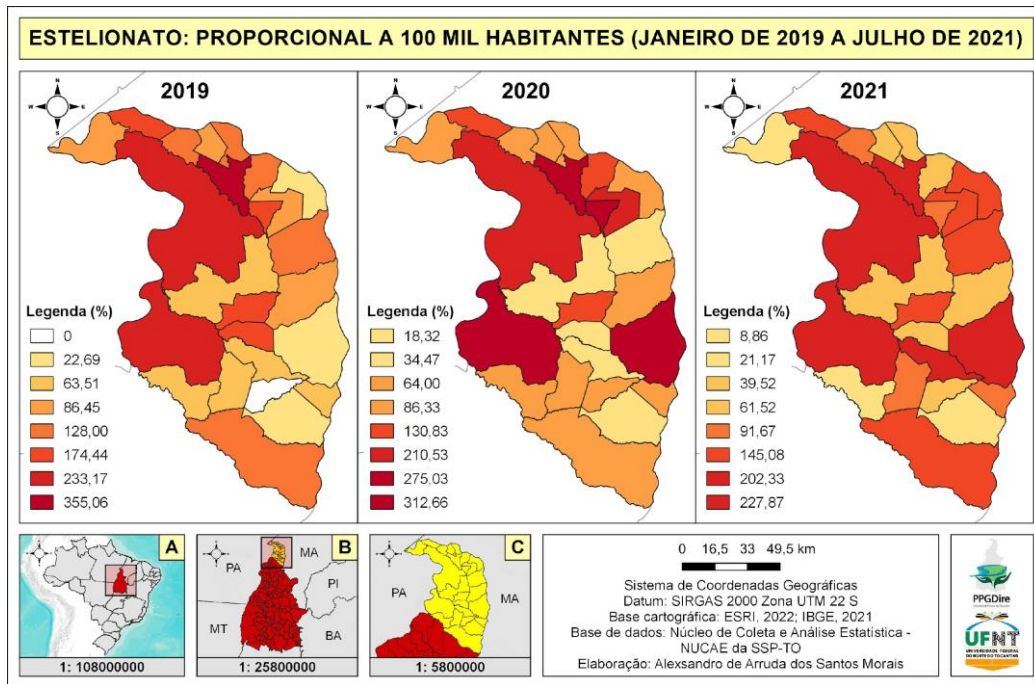 ESTELIONATO: PROPORCIONAL A 100 MIL HABITANTES (JANEIRO DE 2019 A JULHO DE 2021)
2019
N
W E
S
Legenda (%)
0
22,69
63,51
86,45
128,00
174,44
233,17
355,06
2020
N
W E
S
Legenda (%)
18,32
34,47
64,00
86,33
130,83
210,53
275,03
312,66
2021
N
W E
S
Legenda (%)
8,86
21,17
39,52
61,52
91,67
145,08
202,33
227,87
A
1: 108000000
B
PA
MA
PI
MT
BA
1: 25800000
C
PA
MA
1: 5800000
0 16,5 33 49,5 km
Sistema de Coordenadas Geográficas
Datum: SIRGAS 2000 Zona UTM 22 S
Base cartográfica: ESRI, 2022; IBGE, 2021
Base de dados: Núcleo de Coleta e Análise Estatística -
NUCAE da SSP-TO
Elaboração: Alexsandro de Arruda dos Santos Morais
PPGDire
UFNT
UNIVERSIDADE FEDERAL
DO NORTE DO TOCANTINS